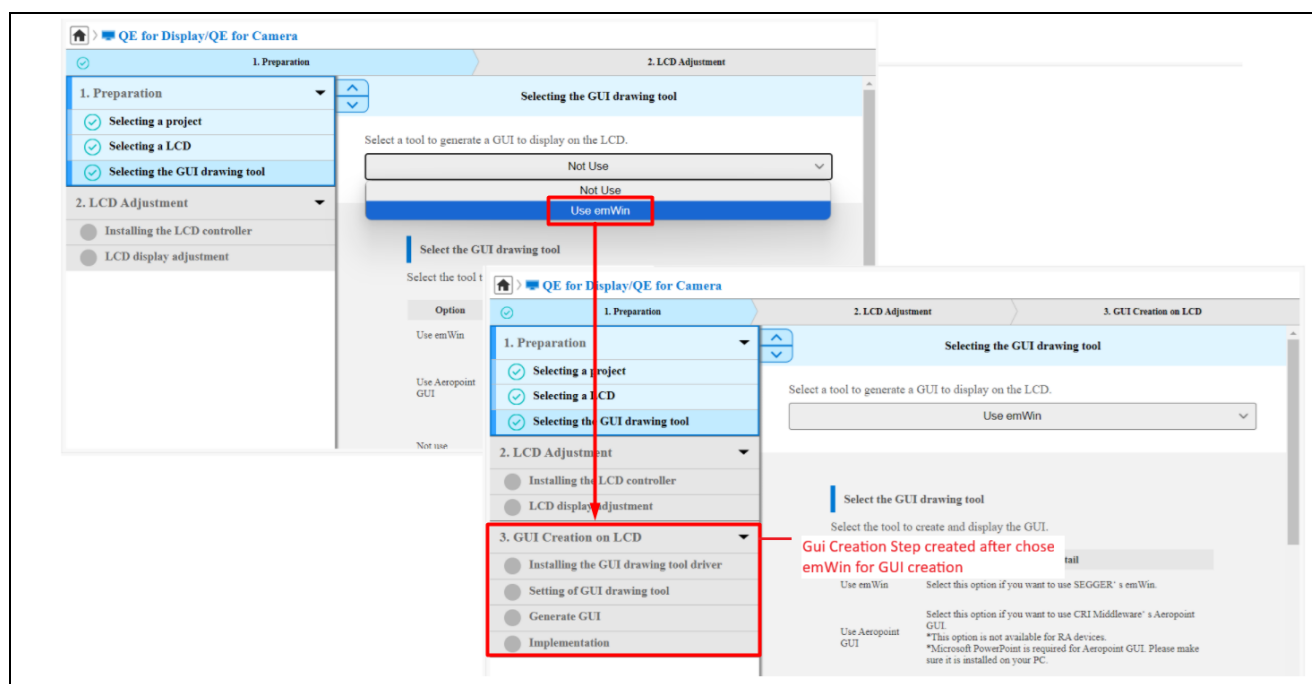 QE for Display/QE for Camera
1. Preparation
2. LCD Adjustment
1. Preparation
Selecting a project
Selecting a LCD
Selecting the GUI drawing tool
2. LCD Adjustment
Installing the LCD controller
LCD display adjustment
Selecting the GUI drawing tool
Select a tool to generate a GUI to display on the LCD.
Not Use
Not Use
Use emWin
Select the GUI drawing tool
Select the tool t
Option
Use emWin
Use Aeropoint
GUI
Not use
QE for Display/QE for Camera
1. Preparation
2. LCD Adjustment
3. GUI Creation on LCD
1. Preparation
Selecting a project
Selecting a LCD
Selecting the GUI drawing tool
2. LCD Adjustment
Installing the LCD controller
LCD display adjustment
3. GUI Creation on LCD
Installing the GUI drawing tool driver
Setting of GUI drawing tool
Generate GUI
Implementation
Selecting the GUI drawing tool
Select a tool to generate a GUI to display on the LCD.
Use emWin
Select the GUI drawing tool
Select the tool to create and display the GUI.
Gui Creation Step created after chose
emWin for GUI creation
tail
Use emWin
Select this option if you want to use SEGGER's emWin.
Use Aeropoint
GUI
Select this option if you want to use CRI Middleware's Aeropoint
GUI.
*This option is not available for RA devices.
*Microsoft PowerPoint is required for Aeropoint GUI. Please make
sure it is installed on your PC.